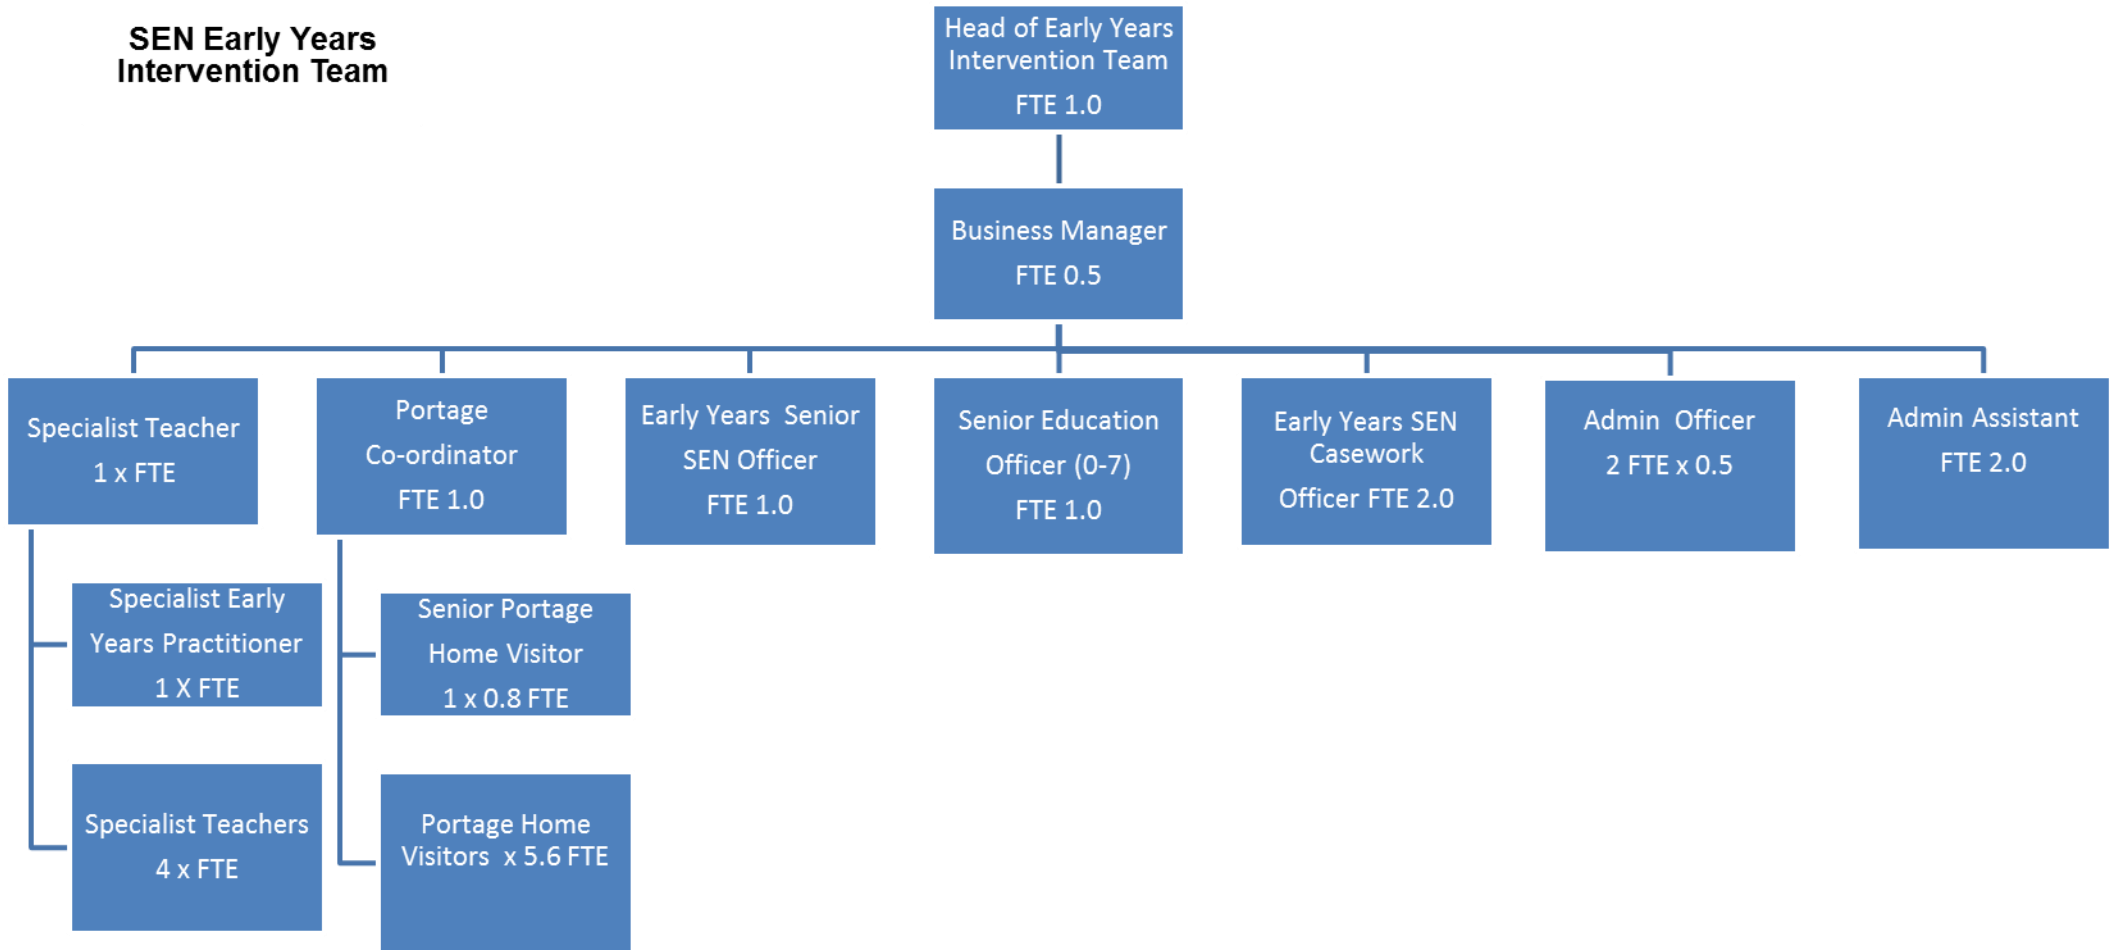 SEN Early Years
Intervention Team
Head of Early Years
Intervention Team
FTE 1.0
Business Manager
FTE 0.5
Specialist Teacher
1 x FTE
Portage
Co-ordinator
FTE 1.0
Early Years  Senior
SEN Officer
FTE 1.0
Senior Education
Officer (0-7)
FTE 1.0
Early Years SEN
Casework
Officer FTE 2.0
Admin  Officer
2 FTE x 0.5
Admin Assistant
FTE 2.0
Specialist Early
Years Practitioner
1 X FTE
Senior Portage
Home Visitor
1 x 0.8 FTE
Specialist Teachers
4 x FTE
Portage Home
Visitors  x 5.6 FTE